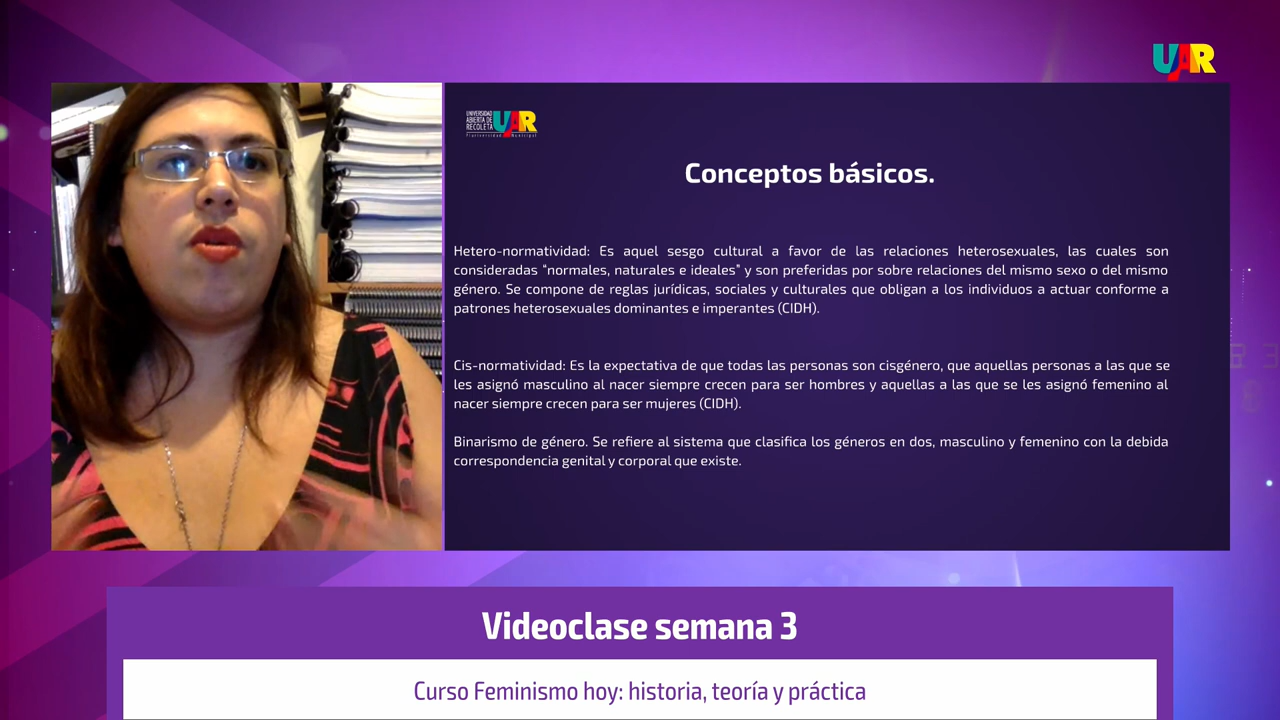 UAR
UNIVERSIDAD
ABIERTA DE
RECOLETA
UAR
Conceptos básicos.
Hetero-normatividad: Es aquel sesgo cultural a favor de las relaciones heterosexuales, las cuales son
consideradas “normales, naturales e ideales” y son preferidas por sobre relaciones del mismo sexo o del mismo
género. Se compone de reglas jurídicas, sociales y culturales que obligan a los individuos a actuar conforme a
patrones heterosexuales dominantes e imperantes (CIDH).
Cis-normatividad: Es la expectativa de que todas las personas son cisgénero, que aquellas personas a las que se
les asignó masculino al nacer siempre crecen para ser hombres y aquellas a las que se les asignó femenino al
nacer siempre crecen para ser mujeres (CIDH).
Binarismo de género. Se refiere al sistema que clasifica los géneros en dos, masculino y femenino con la debida
correspondencia genital y corporal que existe.
Videoclase semana 3
Curso Feminismo hoy: historia, teoría y práctica